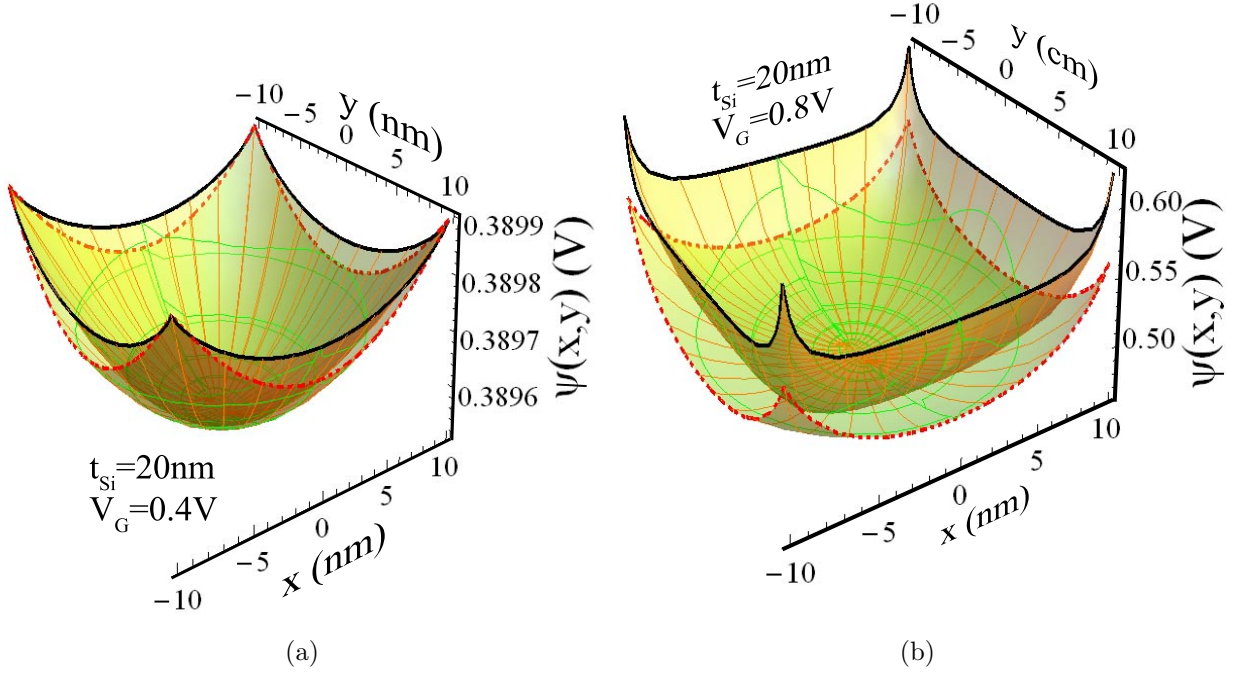 −10
−5
0
5
10
y (nm)
0.3899
0.3898
0.3897
0.3896
ψ(x,y) (V)
t_Si=20nm
V_G=0.4V
−10
−5
0
5
10
x (nm)
(a)
t_Si=20nm
V_G=0.8V
−10
−5
0
5
10
y (cm)
0.60
0.55
0.50
ψ(x,y) (V)
−10
−5
0
5
10
x (nm)
(b)